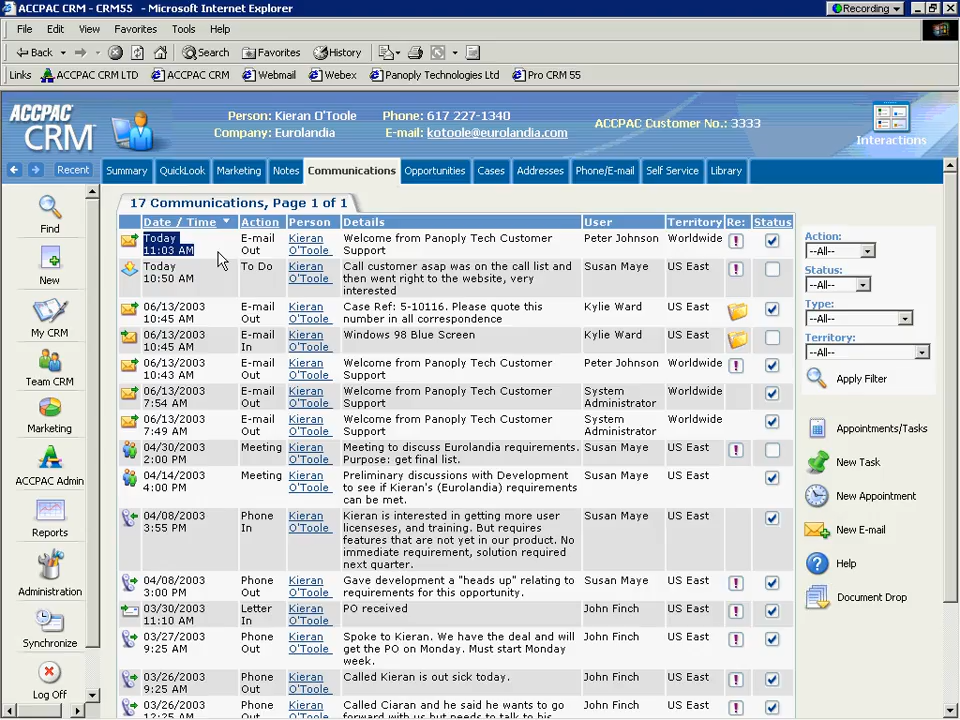 ACCPAC CRM - CRM55 - Microsoft Internet Explorer
Recording
File Edit View Favorites Tools Help
Back Search Favorites History
Links ACCPAC CRM LTD ACCPAC CRM Webmail Webex Panoply Technologies Ltd Pro CRM 55
ACCPAC CRM
Person: Kieran O'Toole Phone: 617 227-1340
Company: Eurolandia E-mail: kotoole@eurolandia.com
ACCPAC Customer No.: 3333
Interactions
Recent Summary QuickLook Marketing Notes Communications Opportunities Cases Addresses Phone/E-mail Self Service Library
Find
New
My CRM
Team CRM
Marketing
ACCPAC Admin
Reports
Administration
Synchronize
Log Off
17 Communications, Page 1 of 1
Date / Time Action Person Details User Territory Re: Status
Today E-mail Kieran Welcome from Panoply Tech Customer Peter Johnson Worldwide
11:03 AM Out O'Toole Support
Today To Do Kieran Call customer asap was on the call list and Susan Maye US East
10:50 AM O'Toole then went right to the website, very
interested
06/13/2003 E-mail Kieran Case Ref: 5-10116. Please quote this Kylie Ward US East
10:45 AM Out O'Toole number in all correspondence
06/13/2003 E-mail Kieran Windows 98 Blue Screen Kylie Ward US East
10:45 AM In O'Toole
06/13/2003 E-mail Kieran Welcome from Panoply Tech Customer Peter Johnson Worldwide
10:43 AM Out O'Toole Support
06/13/2003 E-mail Kieran Welcome from Panoply Tech Customer System Worldwide
7:54 AM Out O'Toole Support Administrator
06/13/2003 E-mail Kieran Welcome from Panoply Tech Customer System Worldwide
7:49 AM Out O'Toole Support Administrator
04/30/2003 Meeting Kieran Meeting to discuss Eurolandia requirements. Susan Maye US East
2:00 PM O'Toole Purpose: get final list.
04/14/2003 Meeting Kieran Preliminary discussions with Development Susan Maye US East
4:00 PM O'Toole to see if Kieran's (Eurolandia) requirements
can be met.
04/08/2003 Phone Kieran Kieran is interested in getting more user Susan Maye US East
3:55 PM In O'Toole licenseses, and training. But requires
features that are not yet in our product. No
immediate requirement, solution required
next quarter.
04/08/2003 Phone Kieran Gave development a "heads up" relating to Susan Maye US East
3:00 PM Out O'Toole requirements for this opportunity.
03/30/2003 Letter Kieran PO received John Finch US East
11:10 AM In O'Toole
03/27/2003 Phone Kieran Spoke to Kieran. We have the deal and will John Finch US East
9:25 AM Out O'Toole get the PO on Monday. Must start Monday
week.
03/26/2003 Phone Kieran Called Kieran is out sick today. John Finch US East
9:25 AM Out O'Toole
03/26/2003 Phone Kieran Called Ciaran and he said he wants to go John Finch US East
12:25 PM Out O'Toole forward with us but needs to talk to his
Action:
--All--
Status:
--All--
Type:
--All--
Territory:
--All--
Apply Filter
Appointments/Tasks
New Task
New Appointment
New E-mail
Help
Document Drop